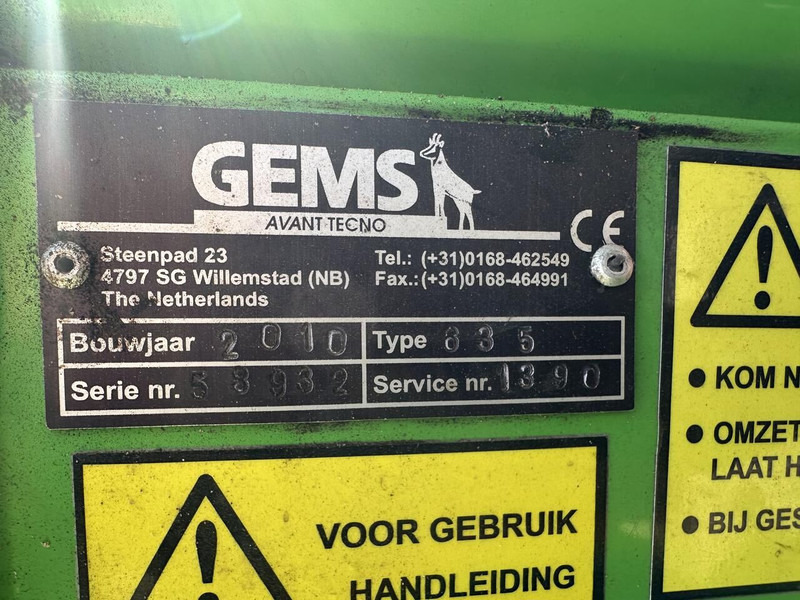 GEMS
AVANT TECNO
CE
Steenpad 23
4797 SG Willemstad (NB)
The Netherlands
Tel.: (+31)0168-462549
Fax.: (+31)0168-464991
Bouwjaar 2010
Type 635
Serie nr. 58932
Service nr. 1390
VOOR GEBRUIK
HANDLEIDING
! 
• KOM
• OMZET
LAAT
• BIJ